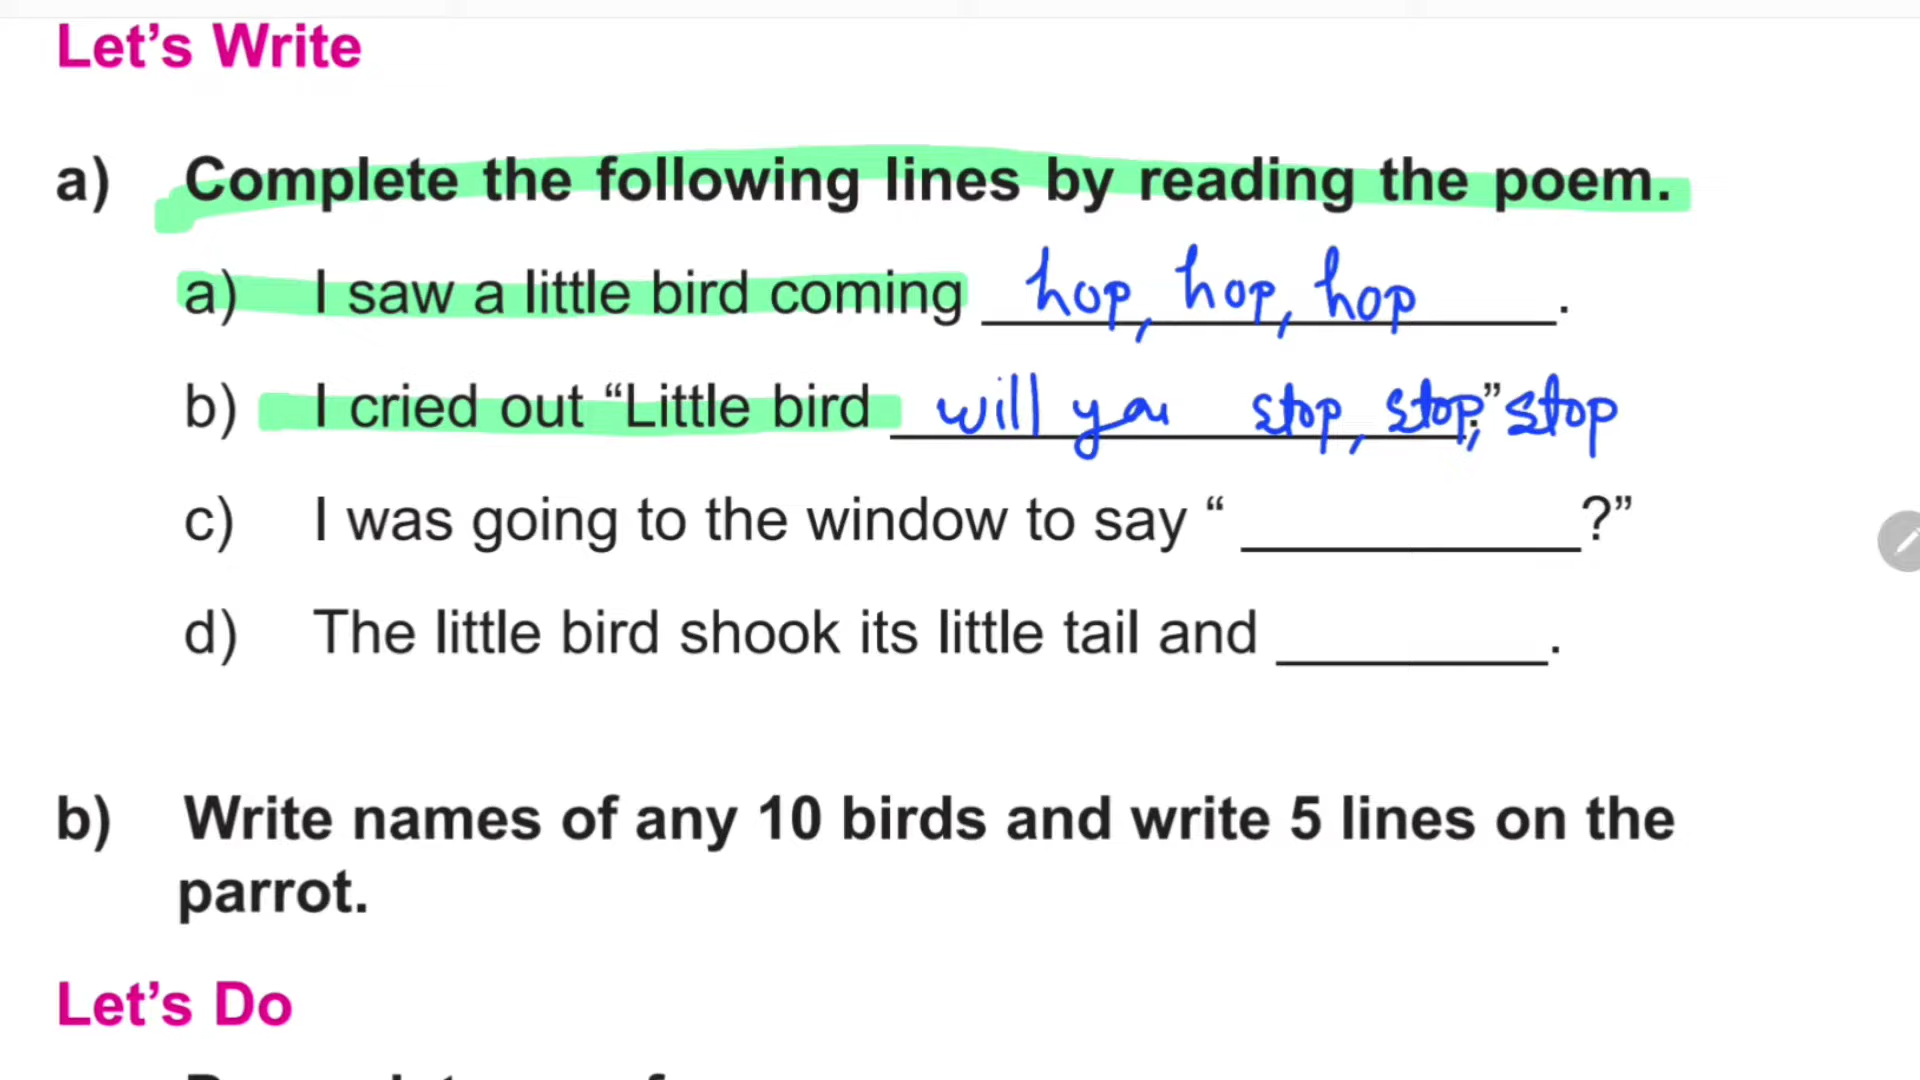 Let’s Write
a) Complete the following lines by reading the poem.
a) I saw a little bird coming hop, hop, hop.
b) I cried out “Little bird will you stop, stop, stop.”
c) I was going to the window to say “____________?”
d) The little bird shook its little tail and __________.
b) Write names of any 10 birds and write 5 lines on the
parrot.
Let’s Do